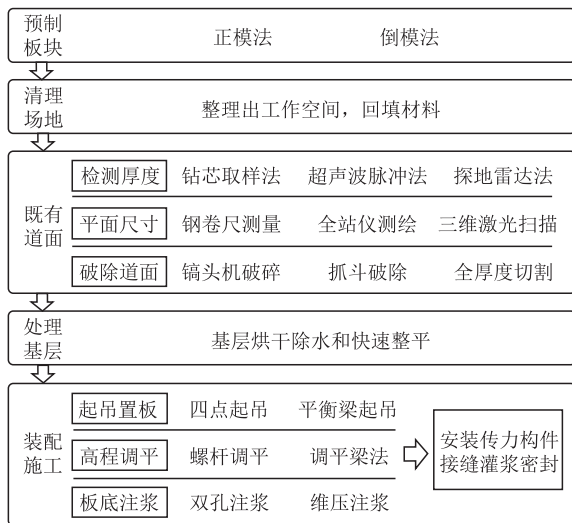 预制
板块
正模法 倒模法
清理
场地
整理出工作空间，回填材料
既有
道面
检测厚度 钻芯取样法 超声波脉冲法 探地雷达法
平面尺寸 钢卷尺测量 全站仪测绘 三维激光扫描
破除道面 镐头机破碎 抓斗破除 全厚度切割
处理
基层
基层烘干除水和快速整平
装配
施工
起吊置板 四点起吊 平衡梁起吊
高程调平 螺杆调平 调平梁法
板底注浆 双孔注浆 维压注浆
安装传力构件
接缝灌浆密封